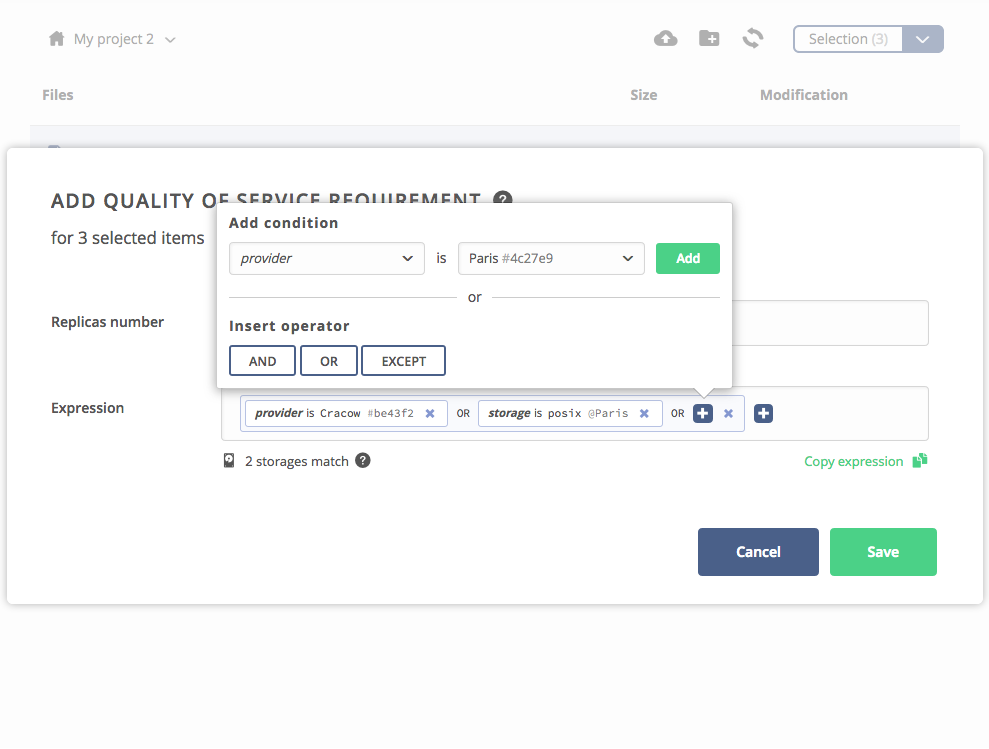 My project 2
Selection (3)
Files Size Modification
ADD QUALITY OF SERVICE REQUIREMENT ?
for 3 selected items
Add condition
provider is Paris #4c27e9 Add
or
Insert operator
AND OR EXCEPT
Replicas number
Expression
provider is Cracow #be43f2 OR storage is posix @Paris OR
2 storages match ?
Copy expression
Cancel Save